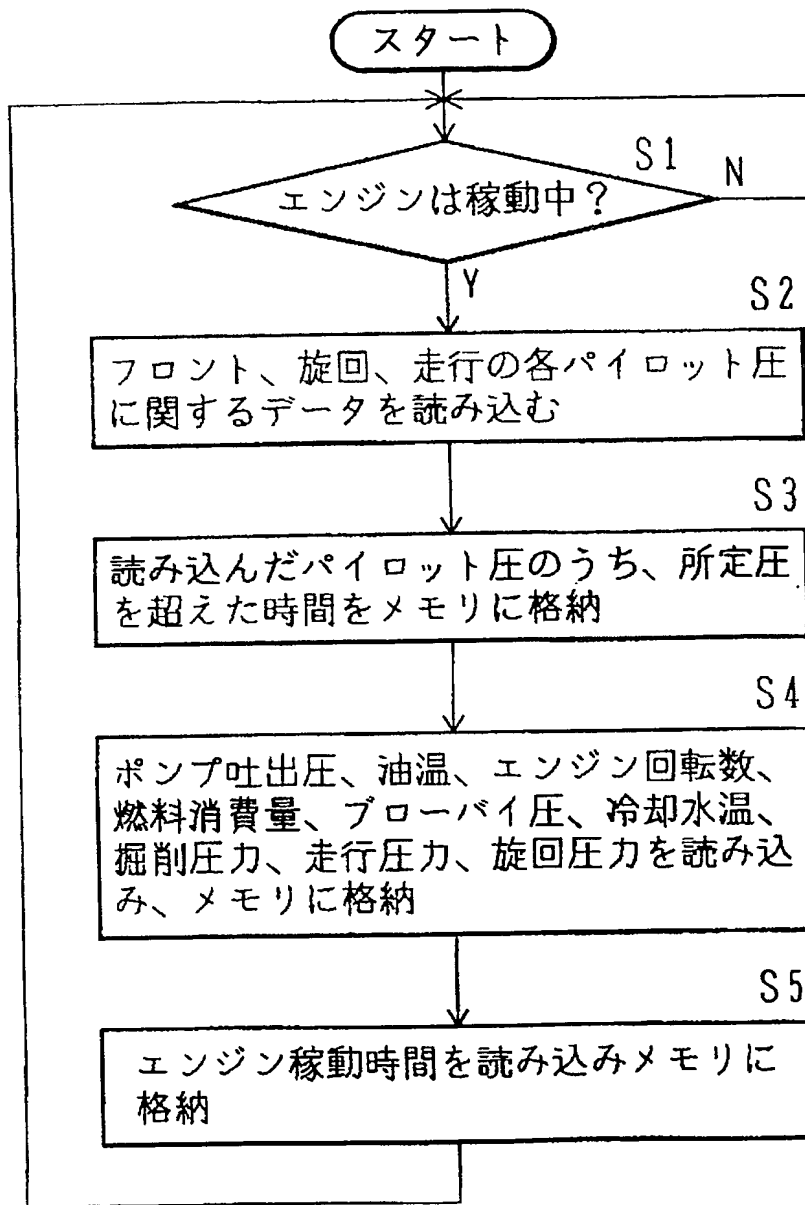 スタート
S1
エンジンは稼動中？
N
Y
S2
フロント、旋回、走行の各パイロット圧
に関するデータを読み込む
S3
読み込んだパイロット圧のうち、所定圧
を超えた時間をメモリに格納
S4
ポンプ吐出圧、油温、エンジン回転数、
燃料消費量、ブローバイ圧、冷却水温、
掘削圧力、走行圧力、旋回圧力を読み込
み、メモリに格納
S5
エンジン稼動時間を読み込みメモリに
格納